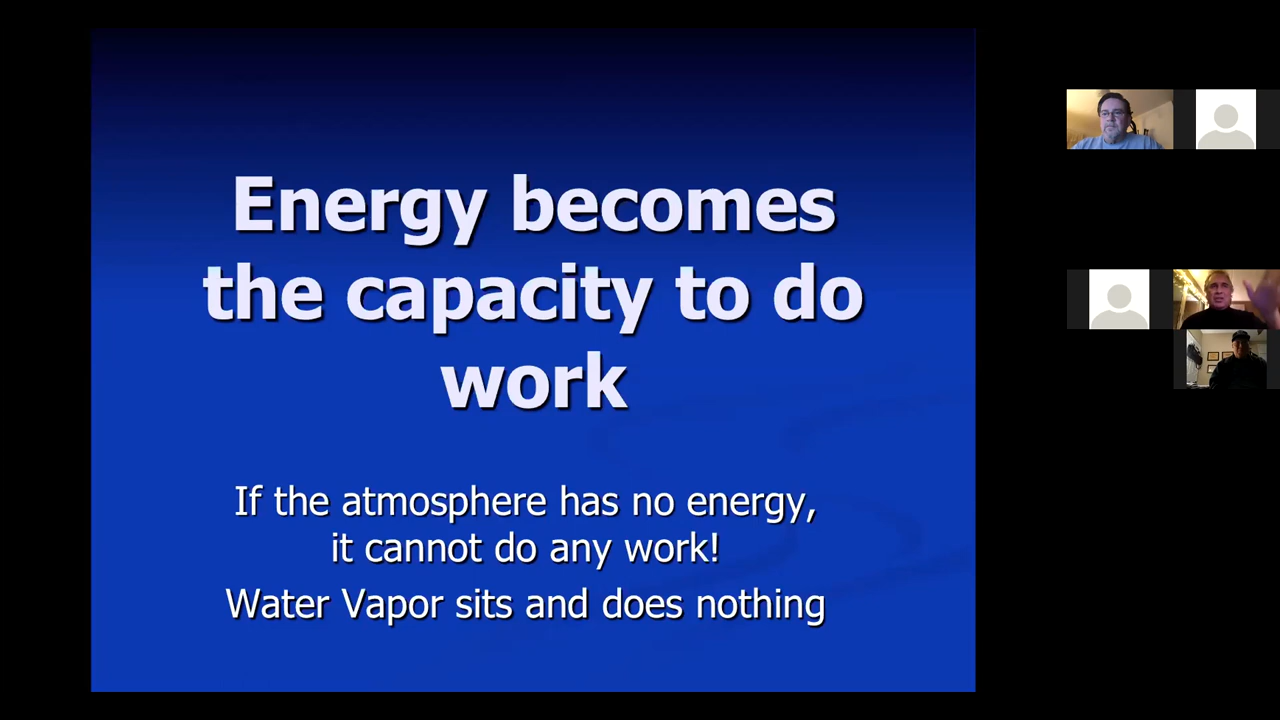 Energy becomes
the capacity to do
work
If the atmosphere has no energy,
it cannot do any work!
Water Vapor sits and does nothing